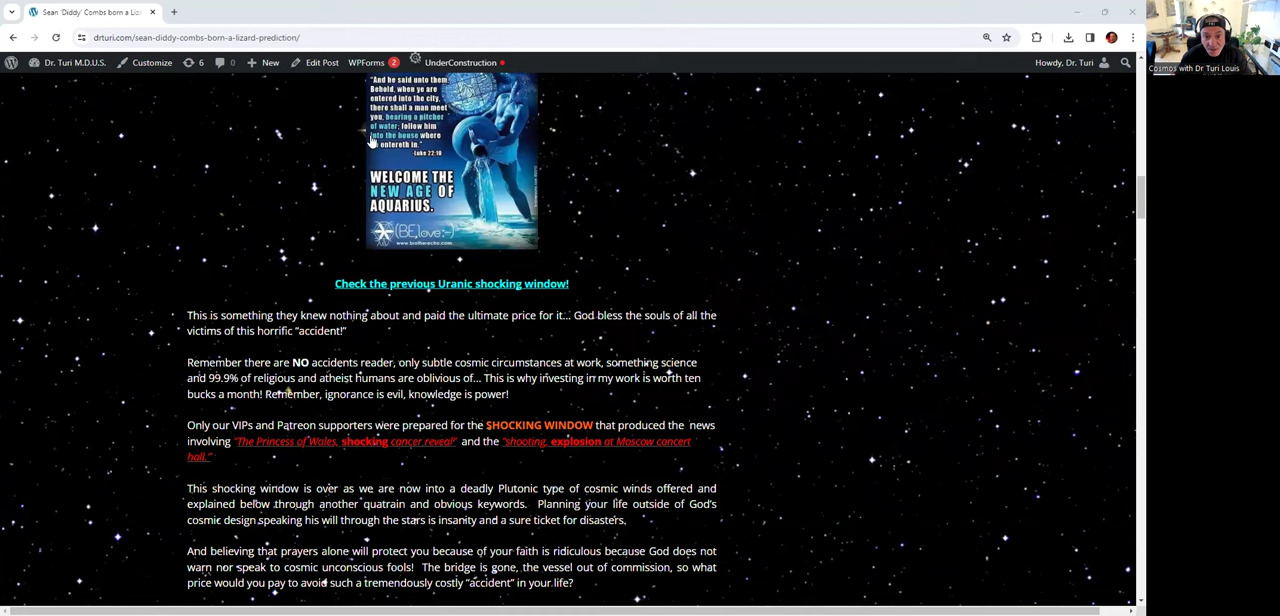 Sean 'Diddy' Combs born a Liza
drturi.com/sean-diddy-combs-born-a-lizard-prediction/
Dr. Turi M.D.U.S. Customize 6 0 New Edit Post WPForms 2 UnderConstruction Howdy, Dr. Turi
Cosmos with Dr Turi Louis
"And he said unto them
Behold, when ye are
entered into the city,
there shall a man meet
you, bearing a pitcher
of water; follow him
into the house where
entereth in."
-Luke 22:10
WELCOME THE
NEW AGE OF
AQUARIUS.
(BE love:-)
Check the previous Uranic shocking window!
This is something they knew nothing about and paid the ultimate price for it... God bless the souls of all the
victims of this horrific "accident!"
Remember there are NO accidents reader, only subtle cosmic circumstances at work, something science
and 99.9% of religious and atheist humans are oblivious of... This is why investing in my work is worth ten
bucks a month! Remember, ignorance is evil, knowledge is power!
Only our VIPs and Patreon supporters were prepared for the SHOCKING WINDOW that produced the news
involving "The Princess of Wales, shocking cancer reveal" and the "shooting, explosion at Moscow concert
hall."
This shocking window is over as we are now into a deadly Plutonic type of cosmic winds offered and
explained below through another quatrain and obvious keywords. Planning your life outside of God's
cosmic design speaking his will through the stars is insanity and a sure ticket for disasters.
And believing that prayers alone will protect you because of your faith is ridiculous because God does not
warn nor speak to cosmic unconscious fools! The bridge is gone, the vessel out of commission, so what
price would you pay to avoid such a tremendously costly "accident" in your life?